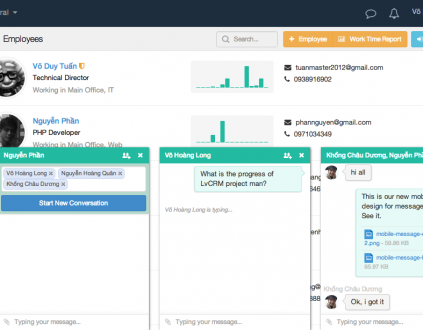 ral
Võ
Employees
Search...
+ Employee
Work Time Report
Võ Duy Tuấn
Technical Director
Working in Main Office, IT
tuanmaster2012@gmail.com
0938916902
Nguyễn Phần
PHP Developer
Working in Main Office, Web
phannguyen@gmail.com
0971034349
Nguyễn Phần
Võ Hoàng Long x
Nguyễn Hoàng Quân x
Khổng Châu Dương x
Start New Conversation
Typing your message...
Võ Hoàng Long
What is the progress of
LvCRM project man?
Võ Hoàng Long is typing...
Typing your message...
Khổng Châu Dương, Nguyễn Ph
hi all
This is our new mob
design for message
See it.
mobile-message-
2.png - 59.86 KB
mobile-message-
65.97 KB
Khổng Châu Dương
Ok, i got it
Typing your message...